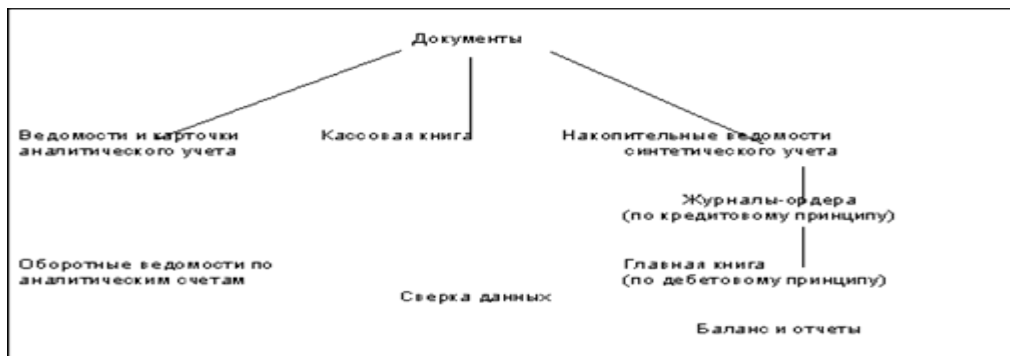 Документы
Ведомости и карточки
аналитического учета
Кассовая книга
Накопительные ведомости
синтетического учета
Журналы-ордера
(по кредитовому принципу)
Оборотные ведомости по
аналитическим счетам
Главная книга
(по дебетовому принципу)
Сверка данных
Баланс и отчеты